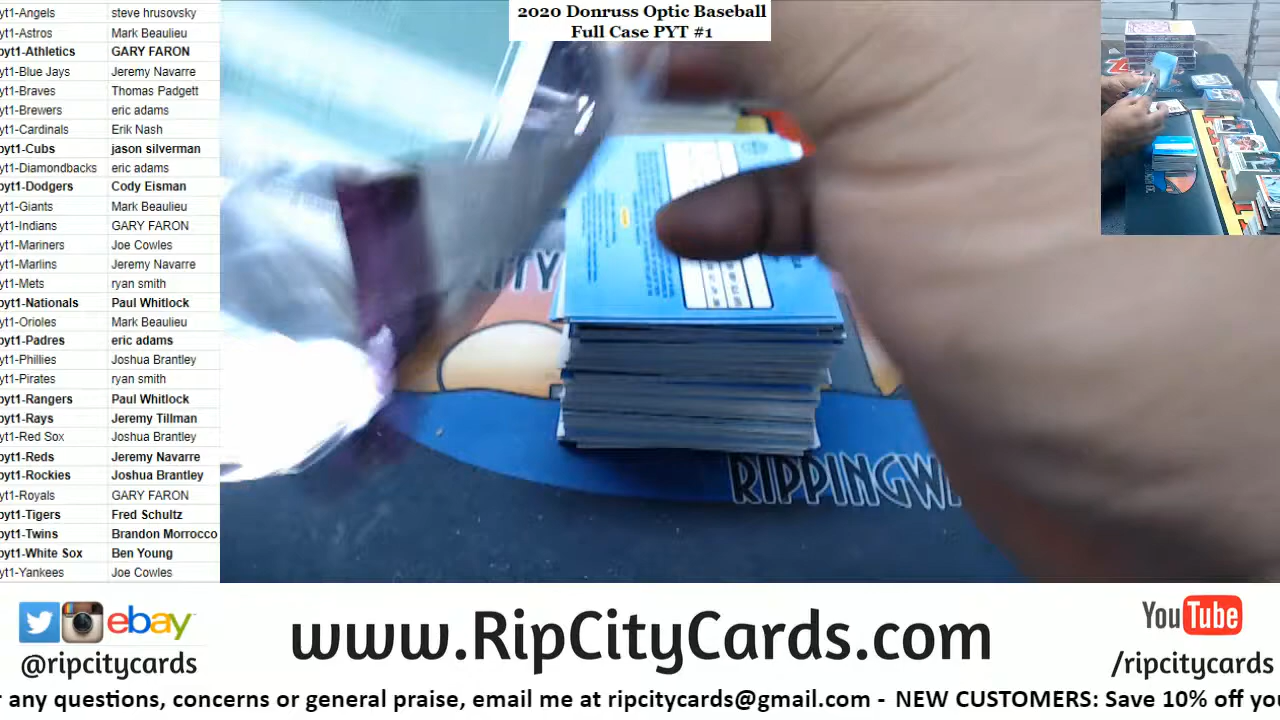 2020 Donruss Optic Baseball
Full Case PYT #1
yt1-Angels steve hrusovsky
yt1-Astros Mark Beaulieu
pyt1-Athletics GARY FARON
yt1-Blue Jays Jeremy Navarre
yt1-Braves Thomas Padgett
yt1-Brewers eric adams
yt1-Cardinals Erik Nash
pyt1-Cubs jason silverman
yt1-Diamondbacks eric adams
pyt1-Dodgers Cody Eisman
yt1-Giants Mark Beaulieu
yt1-Indians GARY FARON
yt1-Mariners Joe Cowles
yt1-Marlins Jeremy Navarre
yt1-Mets ryan smith
pyt1-Nationals Paul Whitlock
yt1-Orioles Mark Beaulieu
pyt1-Padres eric adams
yt1-Phillies Joshua Brantley
yt1-Pirates ryan smith
pyt1-Rangers Paul Whitlock
pyt1-Rays Jeremy Tillman
yt1-Red Sox Joshua Brantley
pyt1-Reds Jeremy Navarre
pyt1-Rockies Joshua Brantley
yt1-Royals GARY FARON
pyt1-Tigers Fred Schultz
pyt1-Twins Brandon Morrocco
pyt1-White Sox Ben Young
yt1-Yankees Joe Cowles
CITY
RIPPINGW
ebay
@ripcitycards
www.RipCityCards.com
YouTube
/ripcitycards
r any questions, concerns or general praise, email me at ripcitycards@gmail.com - NEW CUSTOMERS: Save 10% off you